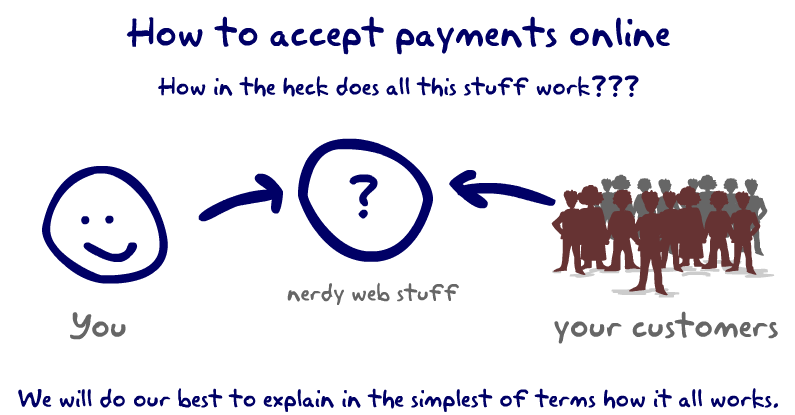 How to accept payments online
How in the heck does all this stuff work???
?
nerdy web stuff
You
your customers
We will do our best to explain in the simplest of terms how it all works.